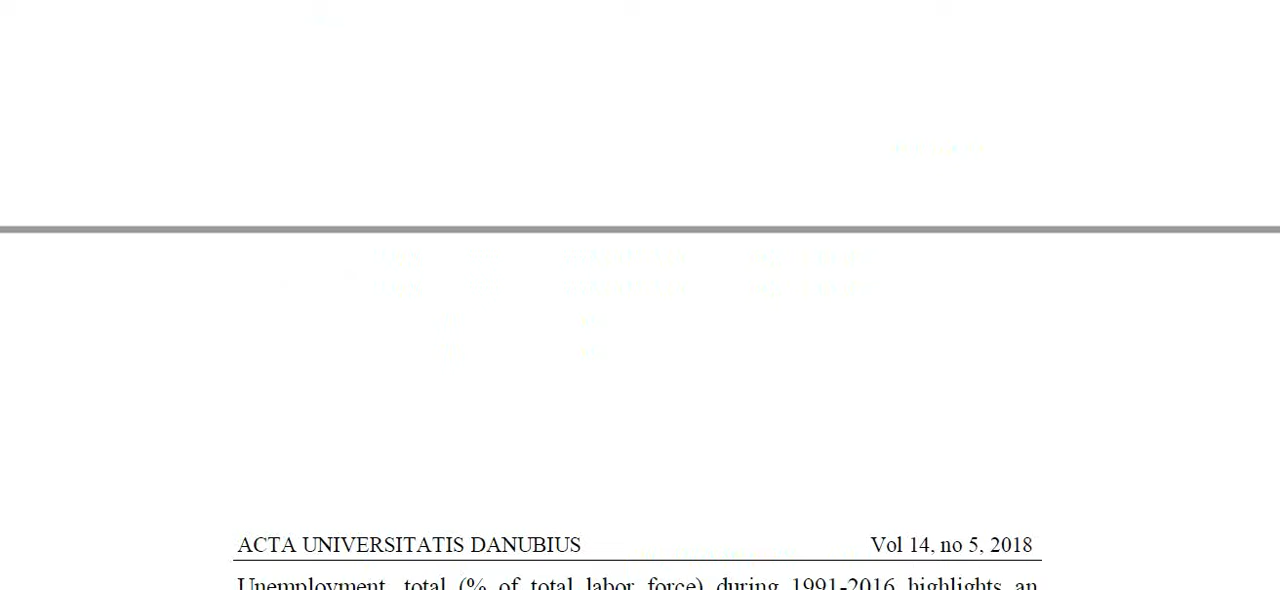 ACTA UNIVERSITATIS DANUBIUS Vol 14, no 5, 2018
Unemployment, total (% of total labor force) during 1991-2016 highlights an